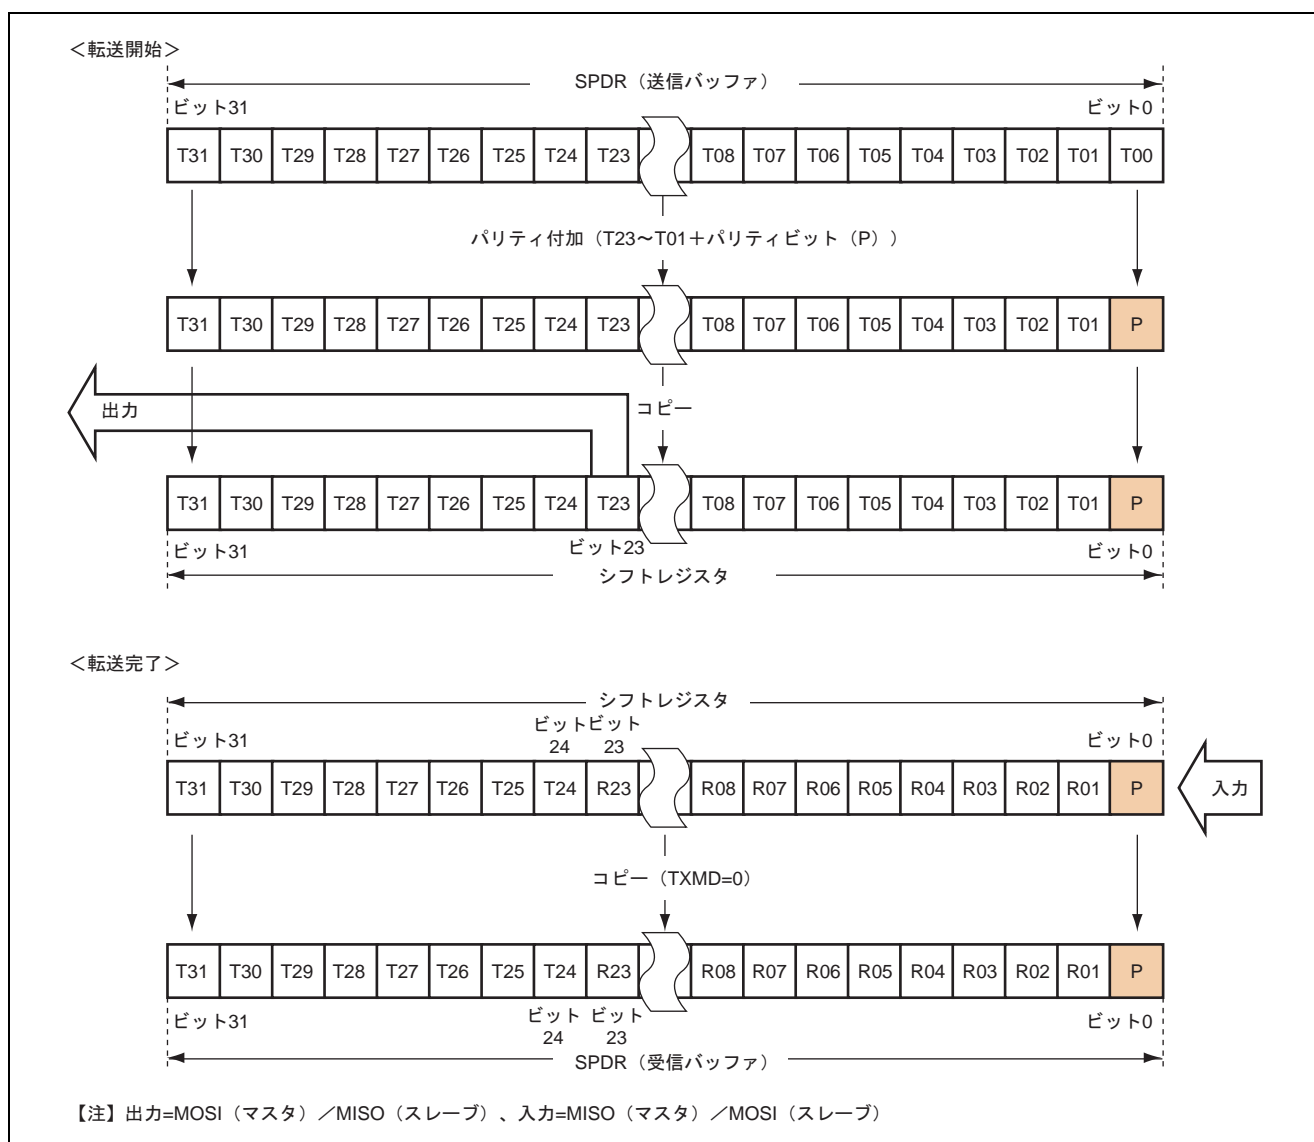 ＜転送開始＞
SPDR（送信バッファ）
ビット31 ビット0
T31 T30 T29 T28 T27 T26 T25 T24 T23 T08 T07 T06 T05 T04 T03 T02 T01 T00
パリティ付加（T23～T01＋パリティビット（P））
T31 T30 T29 T28 T27 T26 T25 T24 T23 T08 T07 T06 T05 T04 T03 T02 T01 P
出力 コピー
T31 T30 T29 T28 T27 T26 T25 T24 T23 T08 T07 T06 T05 T04 T03 T02 T01 P
ビット31 ビット23 ビット0
シフトレジスタ
＜転送完了＞
シフトレジスタ
ビット31 ビット24 ビット23 ビット0
T31 T30 T29 T28 T27 T26 T25 T24 R23 R08 R07 R06 R05 R04 R03 R02 R01 P 入力
コピー（TXMD=0）
T31 T30 T29 T28 T27 T26 T25 T24 R23 R08 R07 R06 R05 R04 R03 R02 R01 P
ビット31 ビット24 ビット23 ビット0
SPDR（受信バッファ）
【注】出力=MOSI（マスタ）／MISO（スレーブ）、入力=MISO（マスタ）／MOSI（スレーブ）